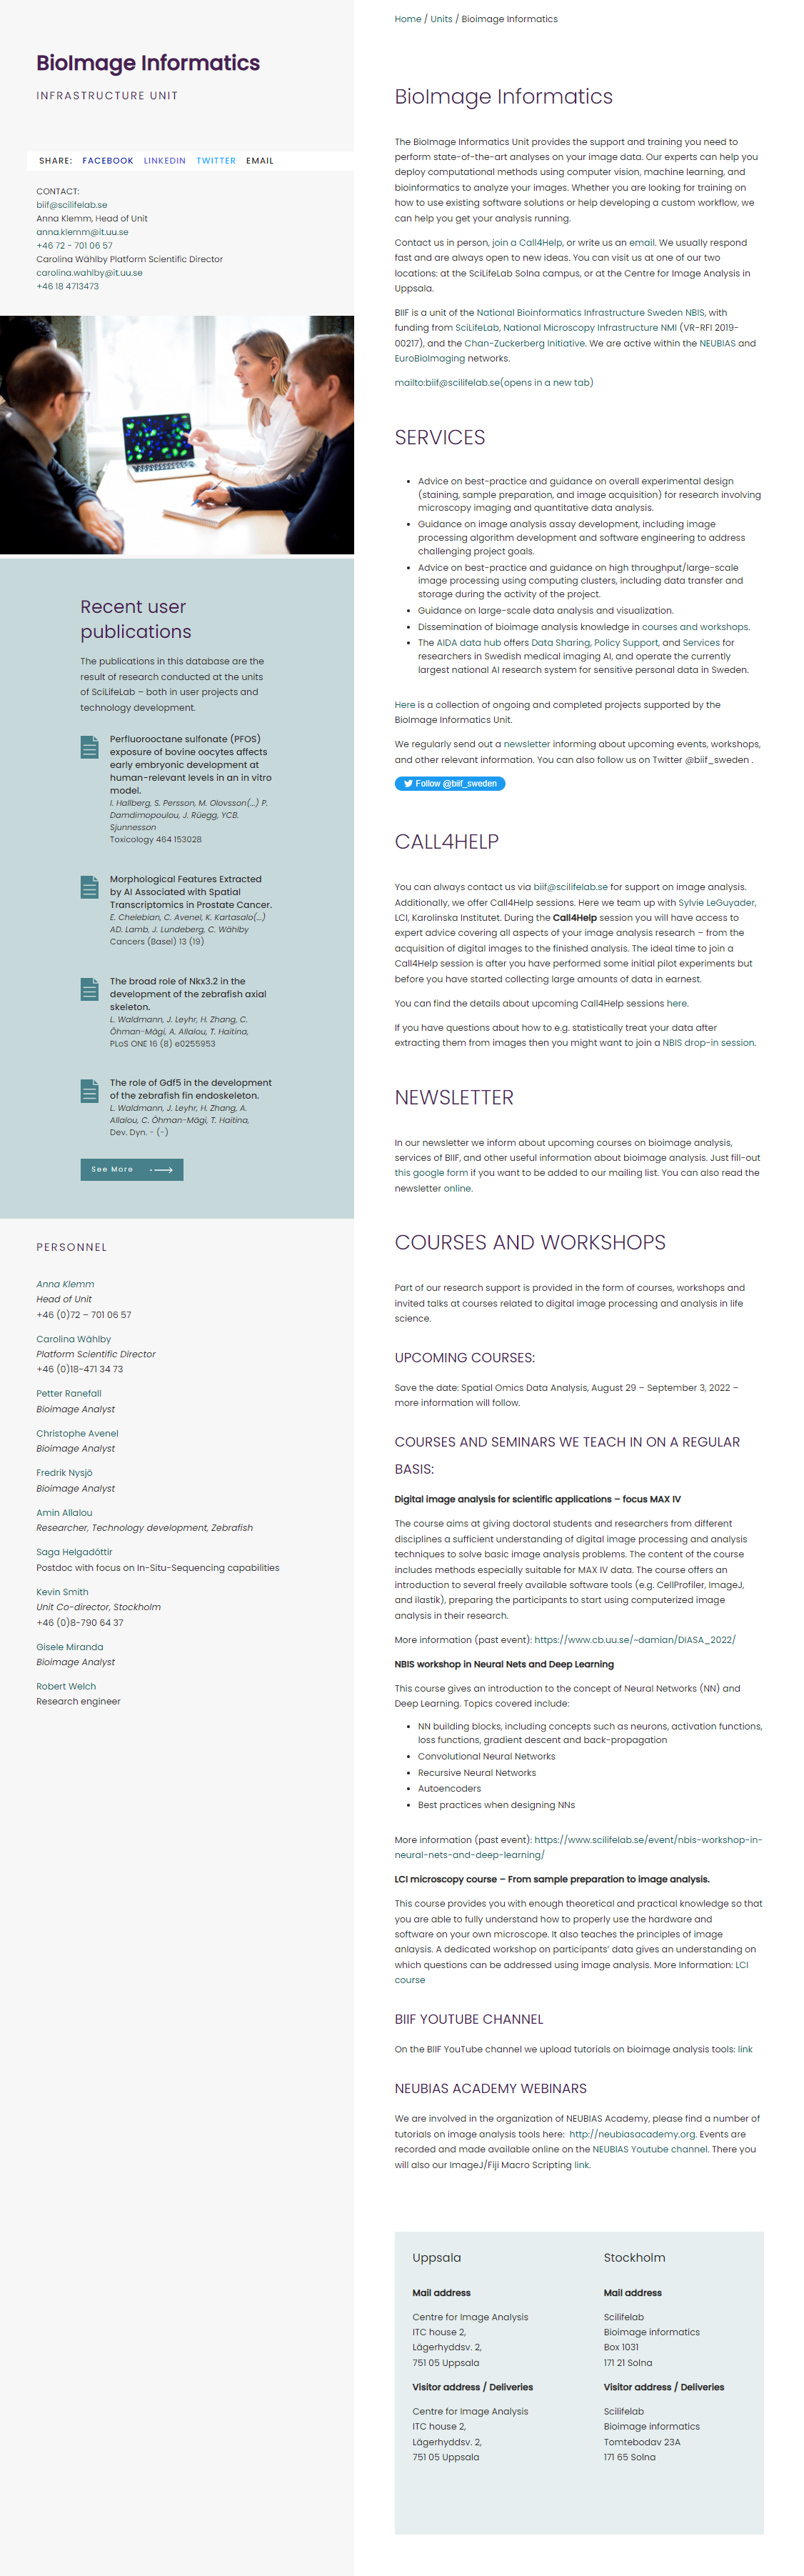 BioImage Informatics
INFRASTRUCTURE UNIT
SHARE: FACEBOOK LINKEDIN TWITTER EMAIL
CONTACT:
biif@scilifelab.se
Anna Klemm, Head of Unit
anna.klemm@it.uu.se
+46 72 - 701 06 57
Carolina Wählby Platform Scientific Director
carolina.wahlby@it.uu.se
+46 18 4713473
Recent user
publications
The publications in this database are the
result of research conducted at the units
of SciLifeLab – both in user projects and
technology development.
Perfluorooctane sulfonate (PFOS)
exposure of bovine oocytes affects
early embryonic development at
human-relevant levels in an in vitro
model.
I. Hallberg, S. Persson, M. Olovsson(...) P.
Damdimopoulou, J. Rüegg, YCB.
Sjunnesson
Toxicology 464 153028
Morphological Features Extracted
by AI Associated with Spatial
Transcriptomics in Prostate Cancer.
E. Chelebian, C. Avenel, K. Kartasalo(...)
AD. Lamb, J. Lundeberg, C. Wählby
Cancers (Basel) 13 (19)
The broad role of Nkx3.2 in the
development of the zebrafish axial
skeleton.
L. Waldmann, J. Leyhr, H. Zhang, C.
Öhman-Mägi, A. Allalou, T. Haitina,
PLoS ONE 16 (8) e0255953
The role of Gdf5 in the development
of the zebrafish fin endoskeleton.
L. Waldmann, J. Leyhr, H. Zhang, A.
Allalou, C. Öhman-Mägi, T. Haitina,
Dev. Dyn. - (-)
See More
PERSONNEL
Anna Klemm
Head of Unit
+46 (0)72 – 701 06 57
Carolina Wählby
Platform Scientific Director
+46 (0)18-471 34 73
Petter Ranefall
Bioimage Analyst
Christophe Avenel
Bioimage Analyst
Fredrik Nysjö
Bioimage Analyst
Amin Allalou
Researcher, Technology development, Zebrafish
Saga Helgadóttir
Postdoc with focus on In-Situ-Sequencing capabilities
Kevin Smith
Unit Co-director, Stockholm
+46 (0)8-790 64 37
Gisele Miranda
Bioimage Analyst
Robert Welch
Research engineer
Home / Units / Bioimage Informatics
BioImage Informatics
The BioImage Informatics Unit provides the support and training you need to
perform state-of-the-art analyses on your image data. Our experts can help you
deploy computational methods using computer vision, machine learning, and
bioinformatics to analyze your images. Whether you are looking for training on
how to use existing software solutions or help developing a custom workflow, we
can help you get your analysis running.
Contact us in person, join a Call4Help, or write us an email. We usually respond
fast and are always open to new ideas. You can visit us at one of our two
locations: at the SciLifeLab Solna campus, or at the Centre for Image Analysis in
Uppsala.
BIIF is a unit of the National Bioinformatics Infrastructure Sweden NBIS, with
funding from SciLifeLab, National Microscopy Infrastructure NMI (VR-RFI 2019-
00217), and the Chan-Zuckerberg Initiative. We are active within the NEUBIAS and
EuroBioImaging networks.
mailto:biif@scilifelab.se(opens in a new tab)
SERVICES
• Advice on best-practice and guidance on overall experimental design
(staining, sample preparation, and image acquisition) for research involving
microscopy imaging and quantitative data analysis.
• Guidance on image analysis assay development, including image
processing algorithm development and software engineering to address
challenging project goals.
• Advice on best-practice and guidance on high throughput/large-scale
image processing using computing clusters, including data transfer and
storage during the activity of the project.
• Guidance on large-scale data analysis and visualization.
• Dissemination of bioimage analysis knowledge in courses and workshops.
• The AIDA data hub offers Data Sharing, Policy Support, and Services for
researchers in Swedish medical imaging AI, and operate the currently
largest national AI research system for sensitive personal data in Sweden.
Here is a collection of ongoing and completed projects supported by the
BioImage Informatics Unit.
We regularly send out a newsletter informing about upcoming events, workshops,
and other relevant information. You can also follow us on Twitter @biif_sweden .
Follow @biif_sweden
CALL4HELP
You can always contact us via biif@scilifelab.se for support on image analysis.
Additionally, we offer Call4Help sessions. Here we team up with Sylvie LeGuyader,
LCI, Karolinska Institutet. During the Call4Help session you will have access to
expert advice covering all aspects of your image analysis research – from the
acquisition of digital images to the finished analysis. The ideal time to join a
Call4Help session is after you have performed some initial pilot experiments but
before you have started collecting large amounts of data in earnest.
You can find the details about upcoming Call4Help sessions here.
If you have questions about how to e.g. statistically treat your data after
extracting them from images then you might want to join a NBIS drop-in session.
NEWSLETTER
In our newsletter we inform about upcoming courses on bioimage analysis,
services of BIIF, and other useful information about bioimage analysis. Just fill-out
this google form if you want to be added to our mailing list. You can also read the
newsletter online.
COURSES AND WORKSHOPS
Part of our research support is provided in the form of courses, workshops and
invited talks at courses related to digital image processing and analysis in life
science.
UPCOMING COURSES:
Save the date: Spatial Omics Data Analysis, August 29 – September 3, 2022 –
more information will follow.
COURSES AND SEMINARS WE TEACH IN ON A REGULAR
BASIS:
Digital image analysis for scientific applications – focus MAX IV
The course aims at giving doctoral students and researchers from different
disciplines a sufficient understanding of digital image processing and analysis
techniques to solve basic image analysis problems. The content of the course
includes methods especially suitable for MAX IV data. The course offers an
introduction to several freely available software tools (e.g. CellProfiler, ImageJ,
and ilastik), preparing the participants to start using computerized image
analysis in their research.
More information (past event): https://www.cb.uu.se/~damian/DIASA_2022/
NBIS workshop in Neural Nets and Deep Learning
This course gives an introduction to the concept of Neural Networks (NN) and
Deep Learning. Topics covered include:
• NN building blocks, including concepts such as neurons, activation functions,
loss functions, gradient descent and back-propagation
• Convolutional Neural Networks
• Recursive Neural Networks
• Autoencoders
• Best practices when designing NNs
More information (past event): https://www.scilifelab.se/event/nbis-workshop-in-
neural-nets-and-deep-learning/
LCI microscopy course – From sample preparation to image analysis.
This course provides you with enough theoretical and practical knowledge so that
you are able to fully understand how to properly use the hardware and
software on your own microscope. It also teaches the principles of image
anlaysis. A dedicated workshop on participants’ data gives an understanding on
which questions can be addressed using image analysis. More Information: LCI
course
BIIF YOUTUBE CHANNEL
On the BIIF YouTube channel we upload tutorials on bioimage analysis tools: link
NEUBIAS ACADEMY WEBINARS
We are involved in the organization of NEUBIAS Academy, please find a number of
tutorials on image analysis tools here: http://neubiasacademy.org. Events are
recorded and made available online on the NEUBIAS Youtube channel. There you
will also our ImageJ/Fiji Macro Scripting link.
Uppsala
Mail address
Centre for Image Analysis
ITC house 2,
Lägerhyddsv. 2,
751 05 Uppsala
Visitor address / Deliveries
Centre for Image Analysis
ITC house 2,
Lägerhyddsv. 2,
751 05 Uppsala
Stockholm
Mail address
Scilifelab
Bioimage informatics
Box 1031
171 21 Solna
Visitor address / Deliveries
Scilifelab
Bioimage informatics
Tomtebodav 23A
171 65 Solna